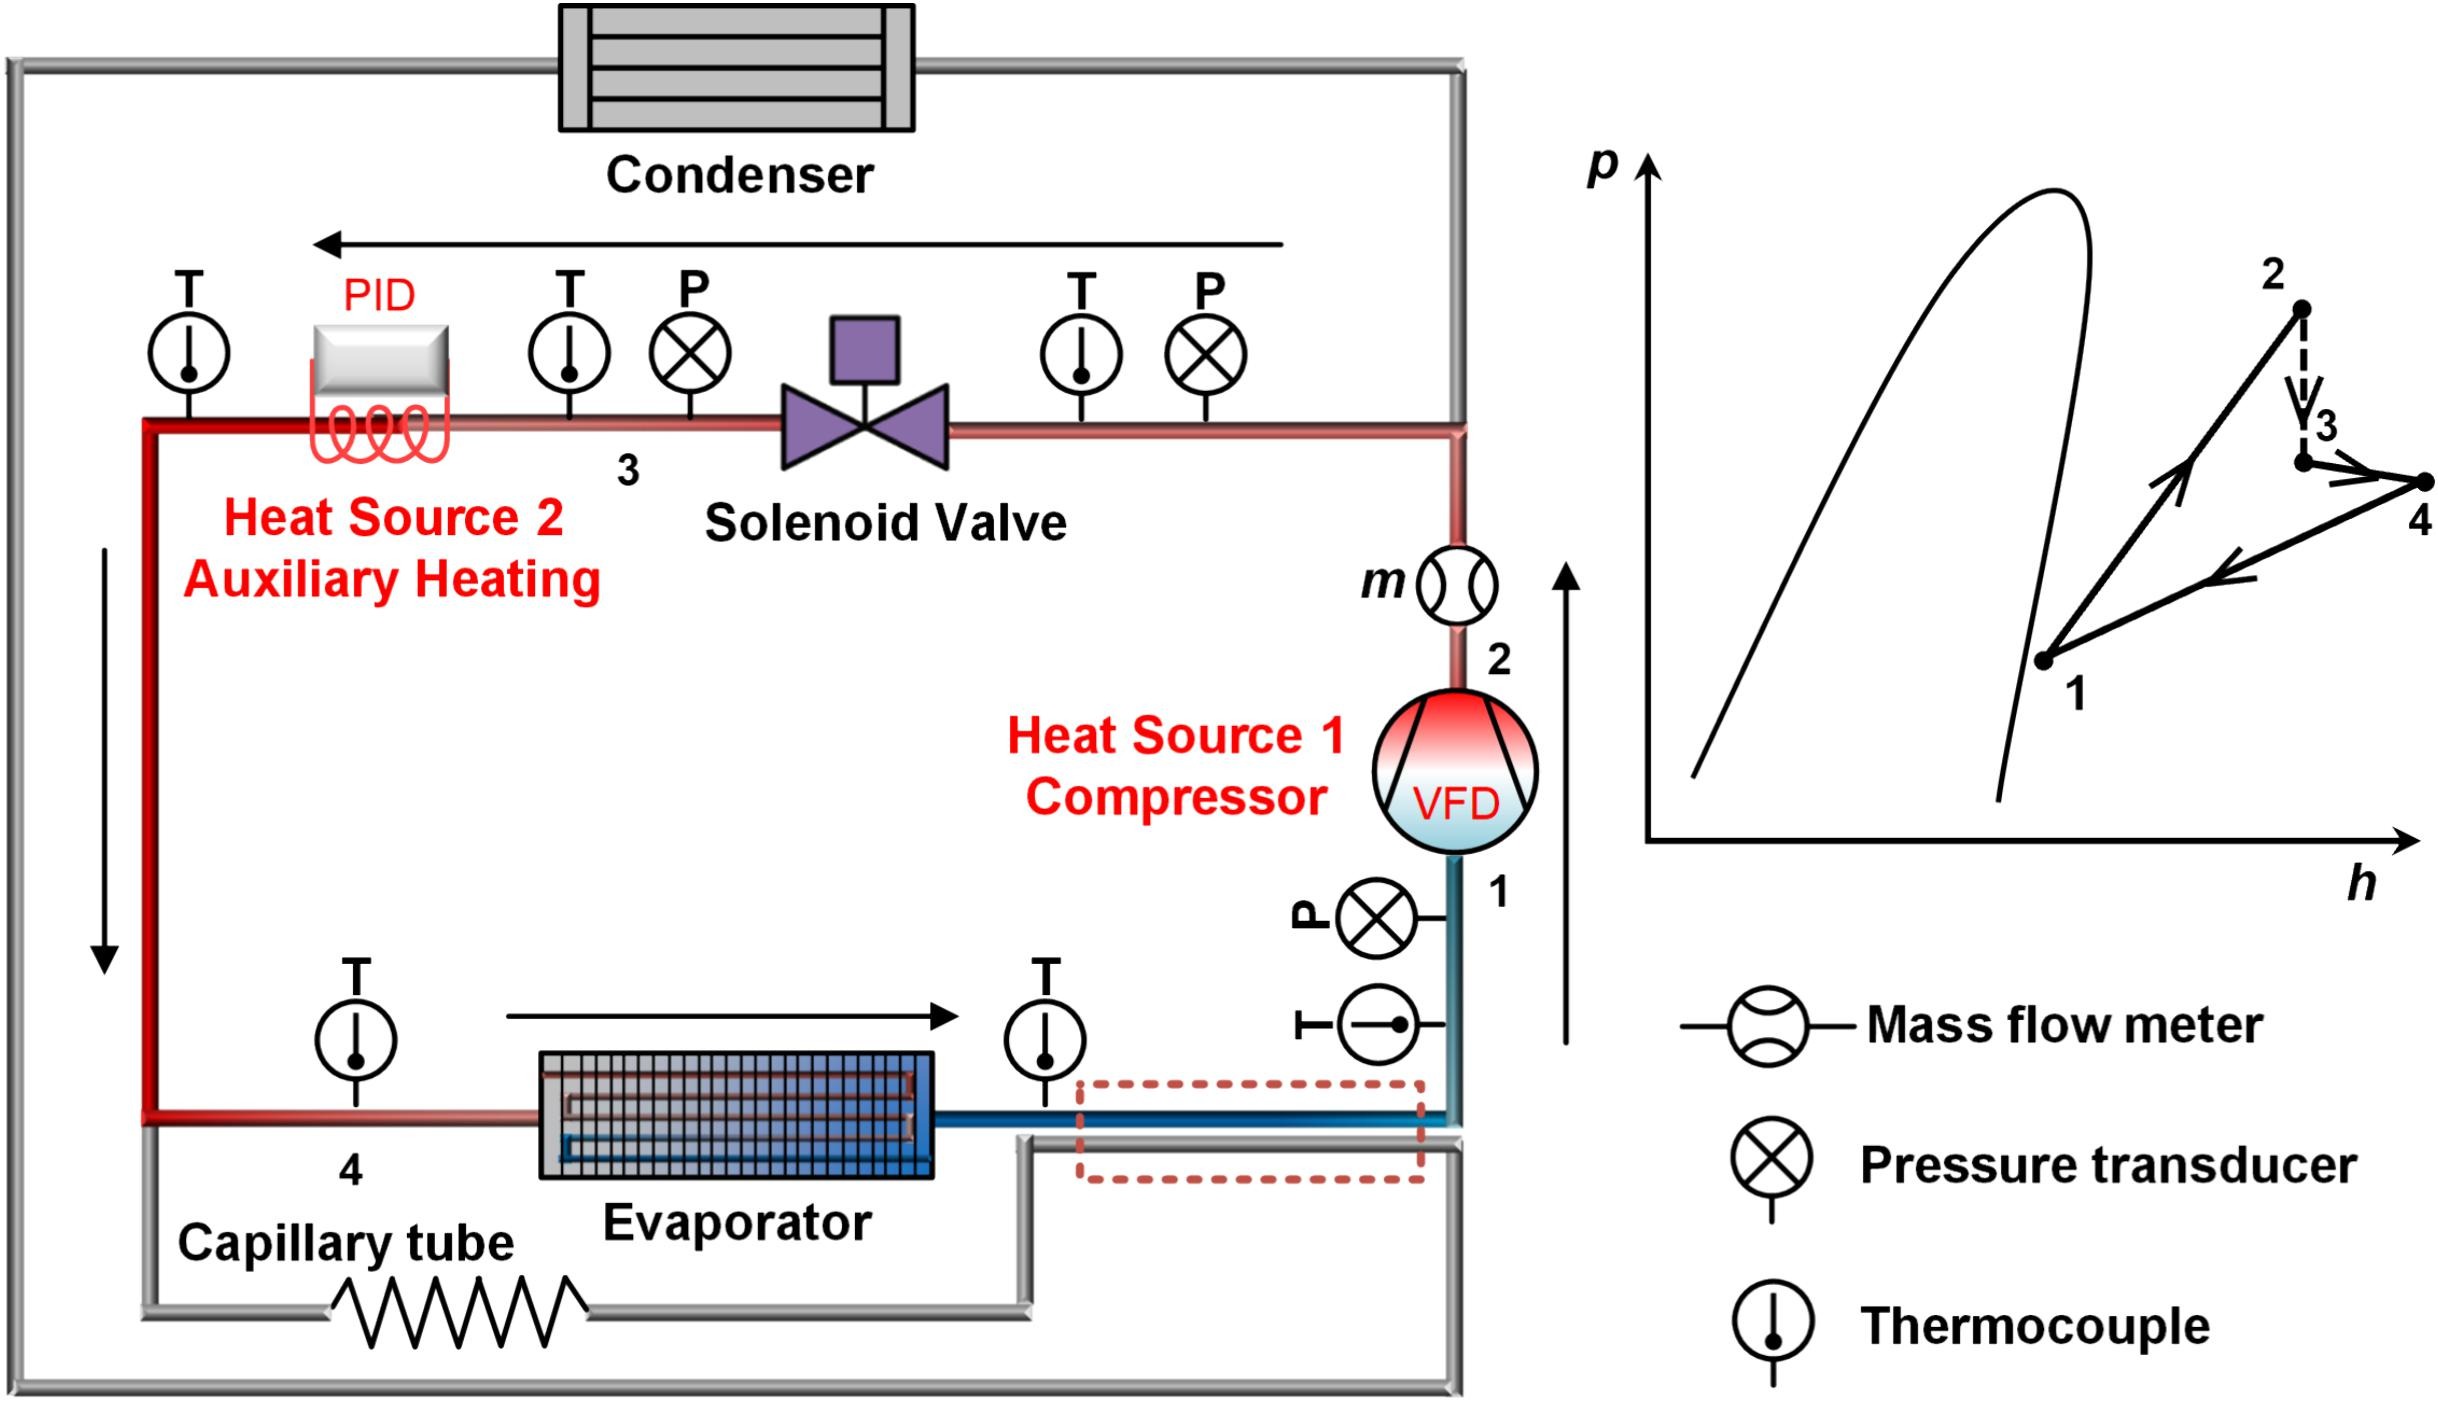 Condenser
T
PID
T
P
T
P
3
Heat Source 2
Auxiliary Heating
Solenoid Valve
m
2
Heat Source 1
Compressor
VFD
1
P
T
T
T
4
Evaporator
Capillary tube
p
2
3
4
1
h
Mass flow meter
Pressure transducer
Thermocouple